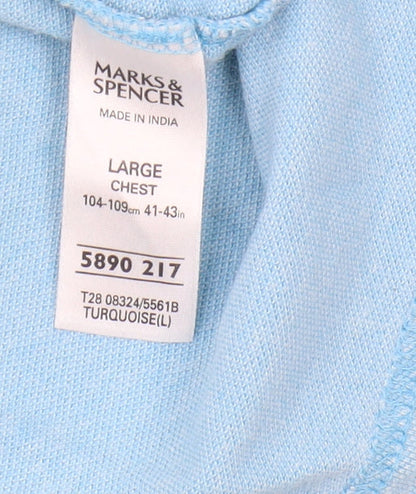 MARKS &
SPENCER
MADE IN INDIA
LARGE
CHEST
104-109cm 41-43in
5890 217
T28 08324/5561B
TURQUOISE(L)